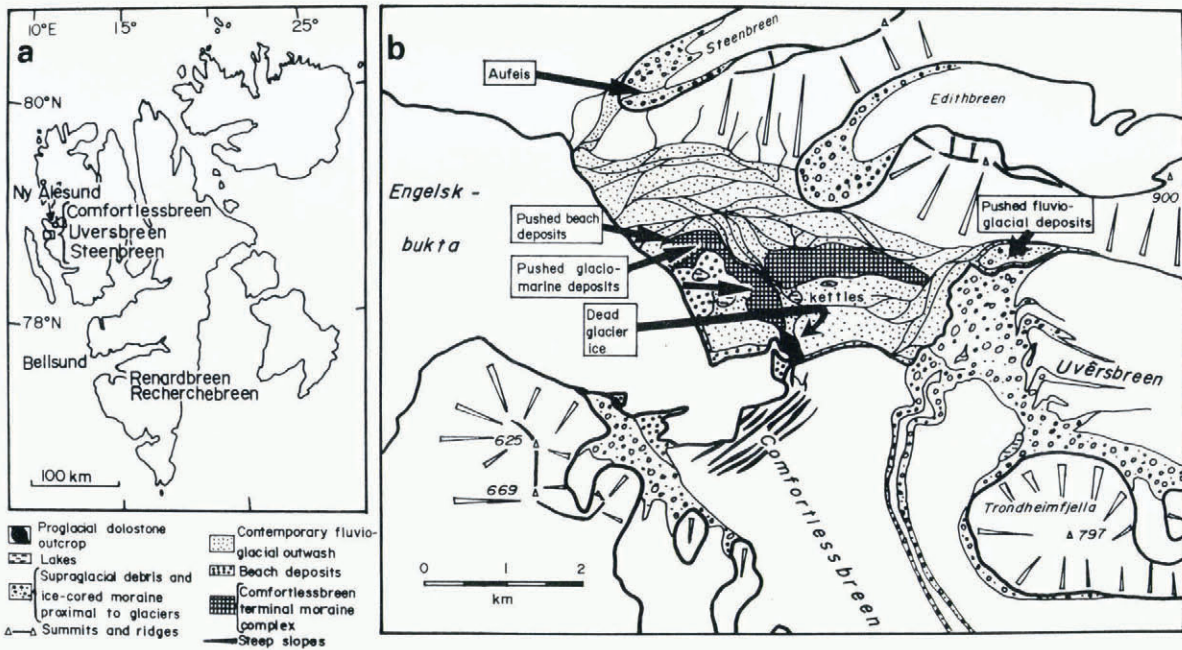 a
10°E 15° 25°
80°N
Ny Ålesund
Comfortlessbreen
Uversbreen
Steenbreen
78°N
Bellsund
Renardbreen
Recherchebreen
100 km
Proglacial dolostone
outcrop
Lakes
Supraglacial debris and
ice-cored moraine
proximal to glaciers
Summits and ridges
Contemporary fluvio-
glacial outwash
Beach deposits
Comfortlessbreen
terminal moraine
complex
Steep slopes
b
Steenbreen
Aufeis
Edithbreen
Engelsk-
bukta
900
Pushed fluvio-
glacial deposits
Pushed beach
deposits
Pushed glacio-
marine deposits
kettles
Dead
glacier
ice
Uvêrsbreen
625
669
Comfortlessbreen
Trondheimfjella
797
0 1 2
km